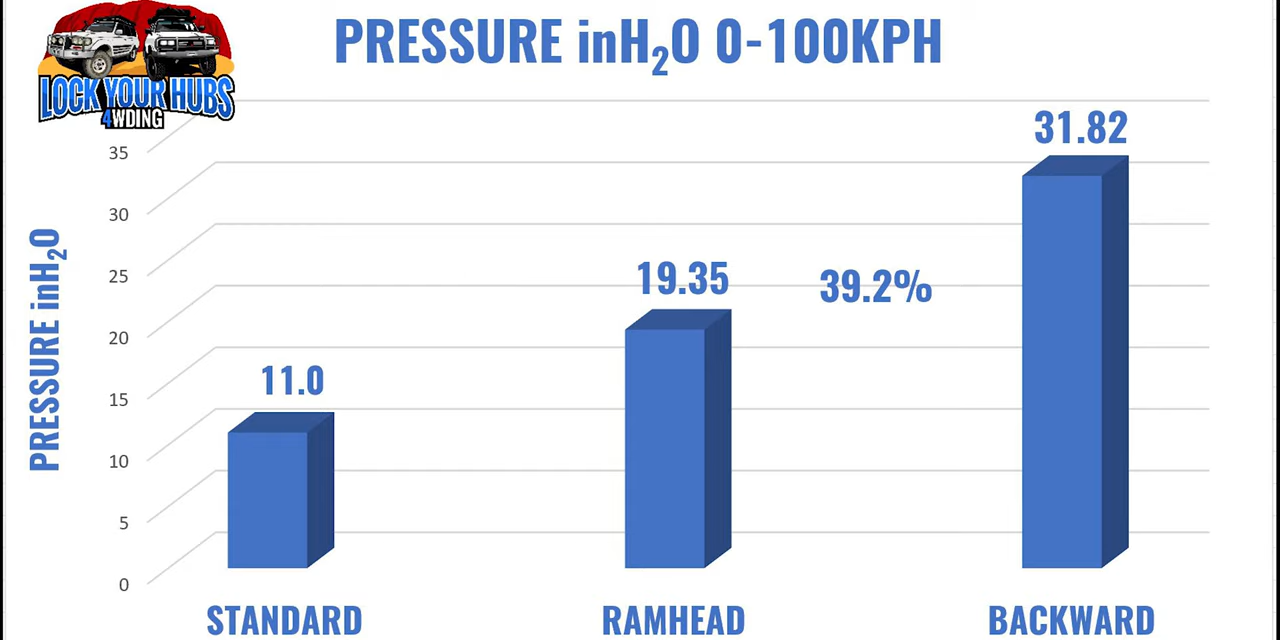 LOCK YOUR HUBS
4WDING
PRESSURE inH₂O 0-100KPH
PRESSURE inH₂O
35
30
25
20
15
10
5
0
11.0
19.35
39.2%
31.82
STANDARD
RAMHEAD
BACKWARD